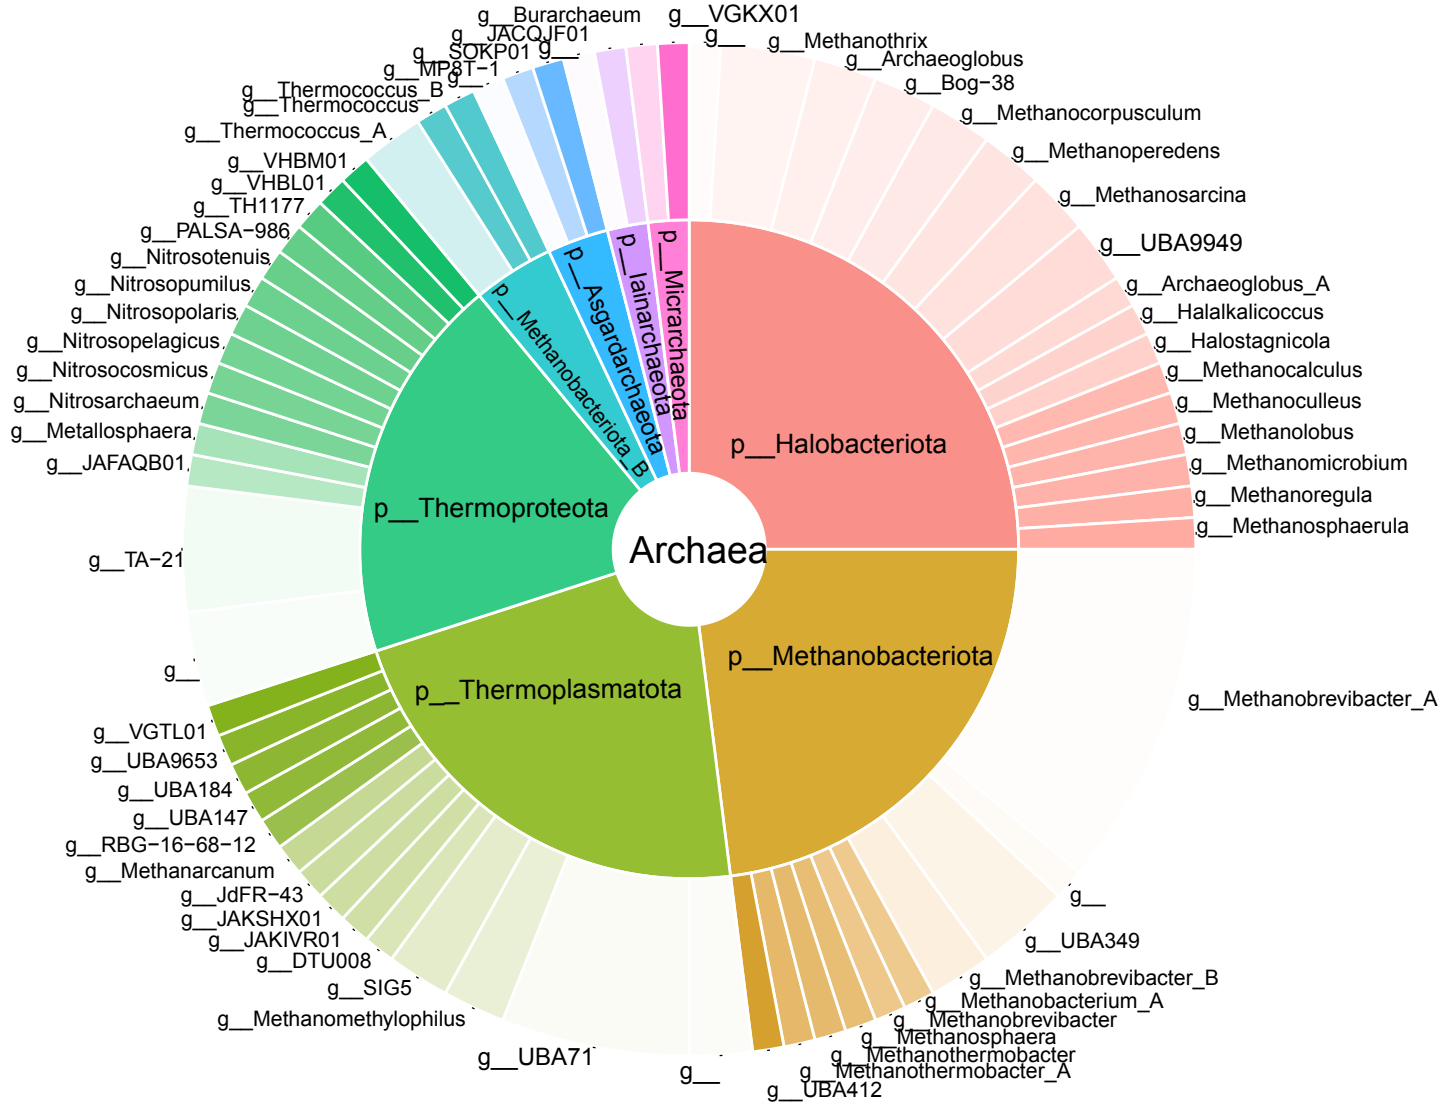 Archaea
p__Halobacteriota
p__Methanobacteriota
p__Thermoplasmatota
p__Thermoproteota
p__Methanobacteriota_B
p__Asgardarchaeota
p__Iainarchaeota
p__Micrarchaeota
g__VGKX01
g__
g__Methanothrix
g__Archaeoglobus
g__Bog-38
g__Methanocorpusculum
g__Methanoperedens
g__Methanosarcina
g__UBA9949
g__Archaeoglobus_A
g__Halalkalicoccus
g__Halostagnicola
g__Methanocalculus
g__Methanoculleus
g__Methanolobus
g__Methanomicrobium
g__Methanoregula
g__Methanosphaerula
g__Methanobrevibacter_A
g__
g__UBA349
g__Methanobrevibacter_B
g__Methanobacterium_A
g__Methanobrevibacter
g__Methanosphaera
g__Methanothermobacter
g__Methanothermobacter_A
g__UBA412
g__
g__UBA71
g__Methanomethylophilus
g__SIG5
g__DTU008
g__JAKIVR01
g__JAKSHX01
g__JdFR-43
g__Methanarcanum
g__RBG-16-68-12
g__UBA147
g__UBA184
g__UBA9653
g__VGTL01
g__
g__TA-21
g__JAFAQB01
g__Metallosphaera
g__Nitrosarchaeum
g__Nitrosocosmicus
g__Nitrosopelagicus
g__Nitrosopolaris
g__Nitrosopumilus
g__Nitrosotenuis
g__PALSA-986
g__TH1177
g__VHBL01
g__VHBM01
g__Thermococcus_A
g__Thermococcus
g__Thermococcus_B
g__
g__MP8T-1
g__SOKP01
g__
g__JACQJF01
g__Burarchaeum